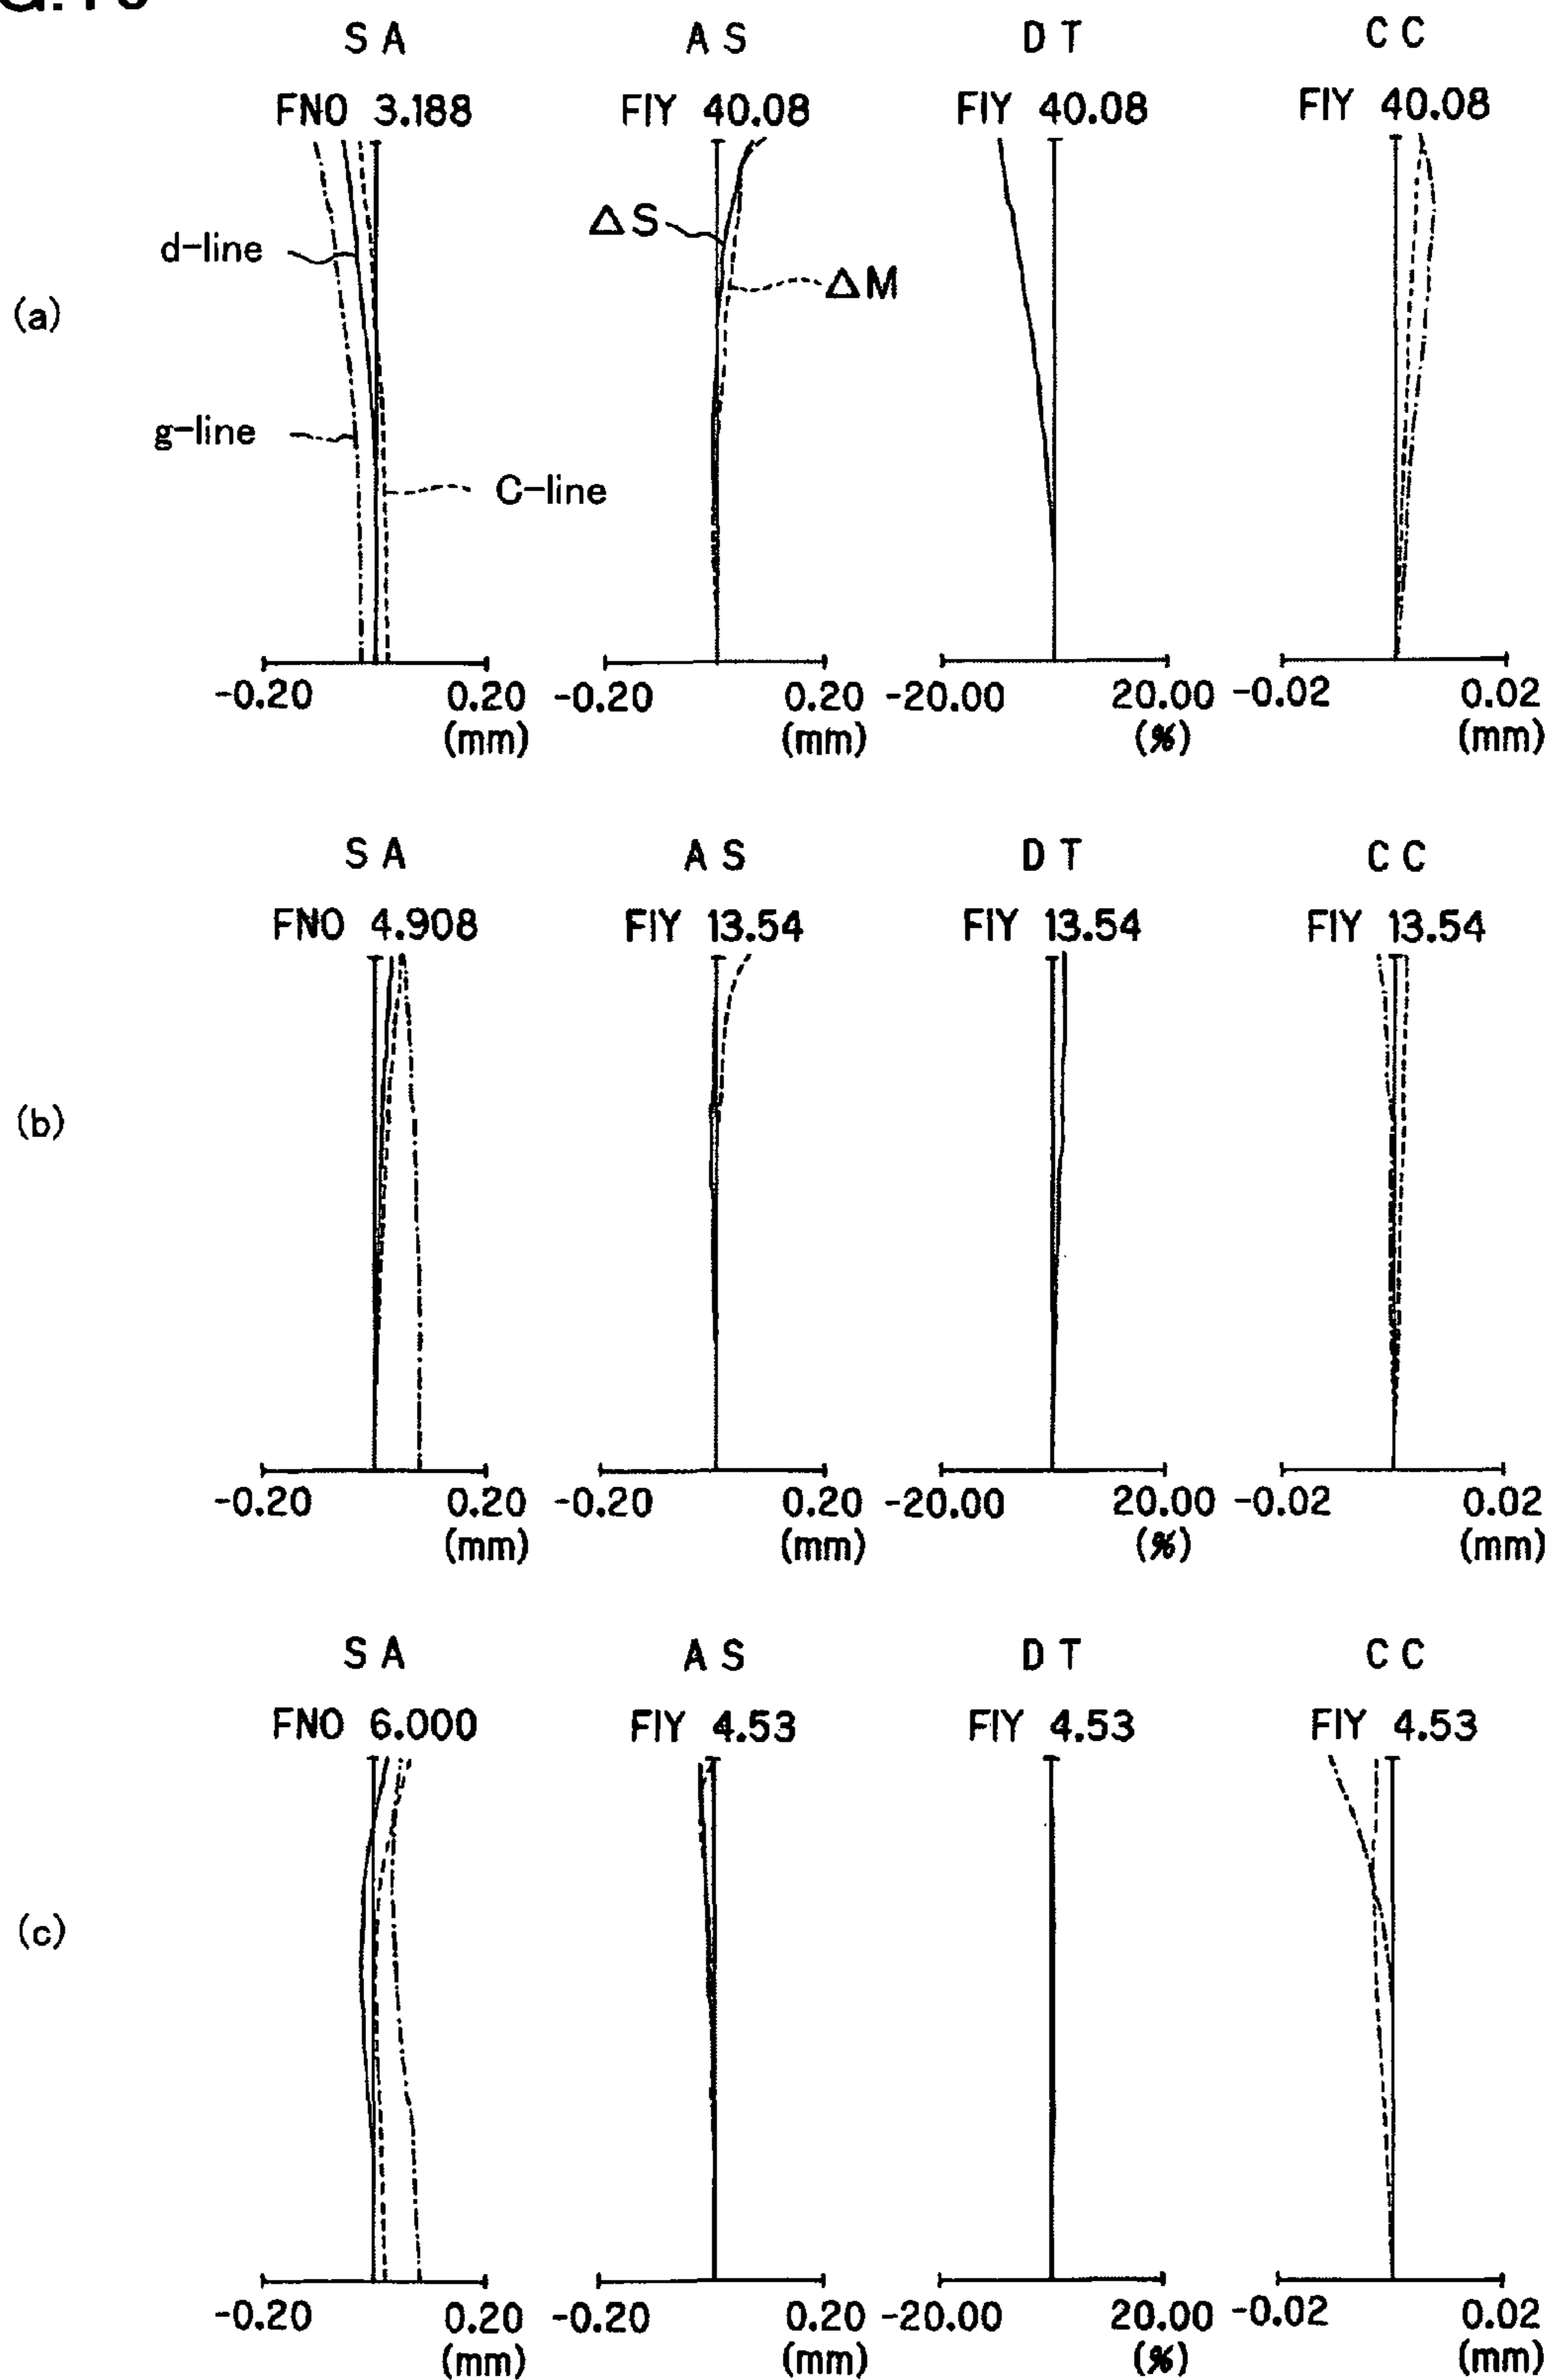 SA AS DT CC
FNO 3.188 FIY 40.08 FIY 40.08 FIY 40.08
ΔS
d-line
ΔM
(a)
g-line
C-line
-0.20 0.20 -0.20 0.20 -20.00 20.00 -0.02 0.02
(mm) (mm) (%) (mm)
SA AS DT CC
FNO 4.908 FIY 13.54 FIY 13.54 FIY 13.54
(b)
-0.20 0.20 -0.20 0.20 -20.00 20.00 -0.02 0.02
(mm) (mm) (%) (mm)
SA AS DT CC
FNO 6.000 FIY 4.53 FIY 4.53 FIY 4.53
(c)
-0.20 0.20 -0.20 0.20 -20.00 20.00 -0.02 0.02
(mm) (mm) (%) (mm)